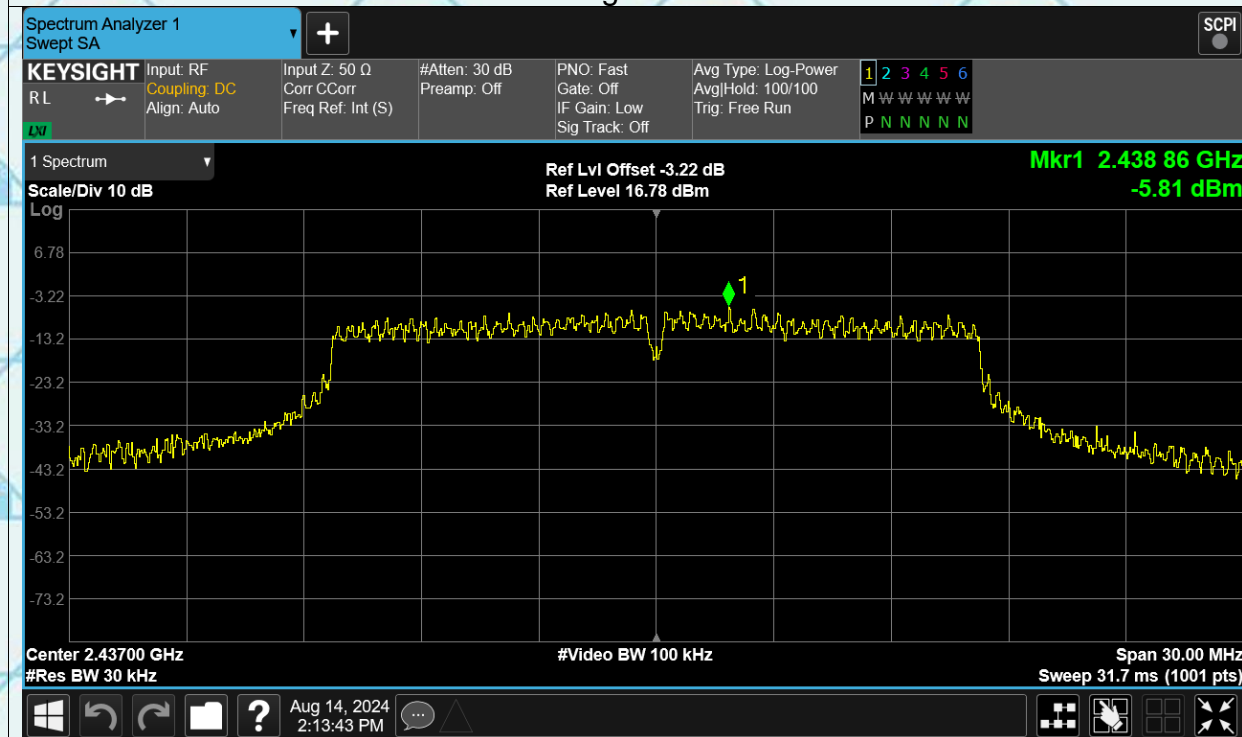 Spectrum Analyzer 1
Swept SA
+
SCPI
KEYSIGHT
RL
LXI
Input: RF
Coupling: DC
Align: Auto
Input Z: 50 Ω
Corr CCorr
Freq Ref: Int (S)
#Atten: 30 dB
Preamp: Off
PNO: Fast
Gate: Off
IF Gain: Low
Sig Track: Off
Avg Type: Log-Power
Avg|Hold: 100/100
Trig: Free Run
1 2 3 4 5 6
M W W W W W
P N N N N N
1 Spectrum
Scale/Div 10 dB
Log
Ref Lvl Offset -3.22 dB
Ref Level 16.78 dBm
Mkr1 2.438 86 GHz
-5.81 dBm
1
6.78
-3.22
-13.2
-23.2
-33.2
-43.2
-53.2
-63.2
-73.2
Center 2.43700 GHz
#Res BW 30 kHz
#Video BW 100 kHz
Span 30.00 MHz
Sweep 31.7 ms (1001 pts)
?
Aug 14, 2024
2:13:43 PM